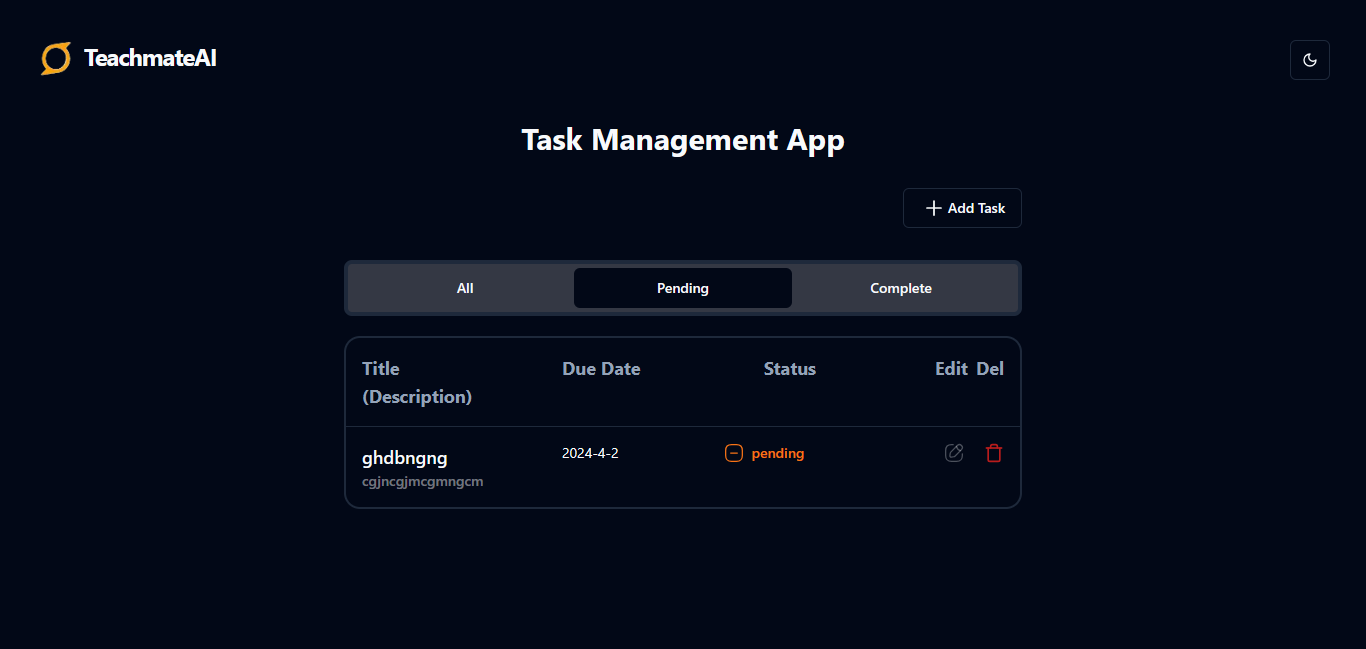 TeachmateAI
Task Management App
Add Task
All Pending Complete
Title Due Date Status Edit Del
(Description)
ghdbngng 2024-4-2 pending
cgjncgjmcgmngcm